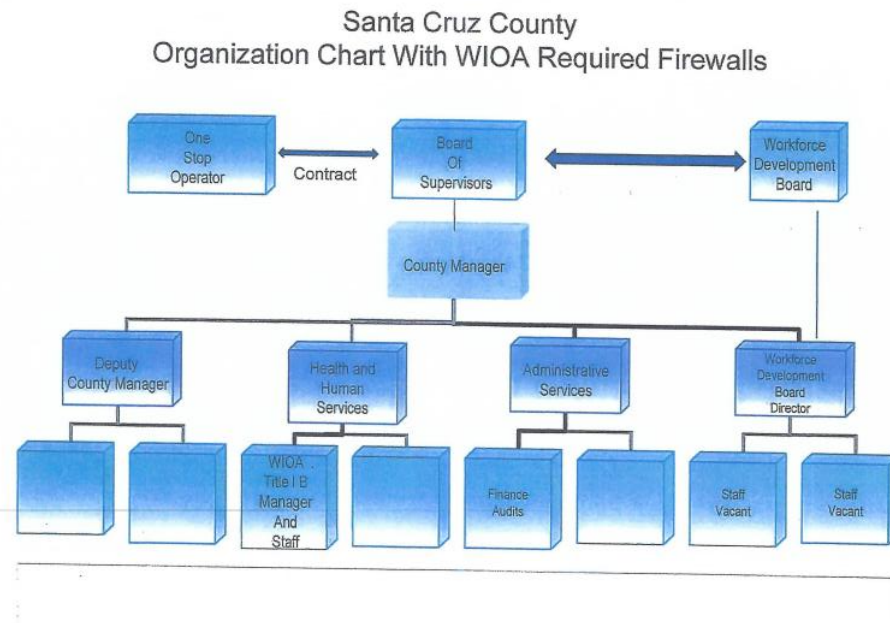 Santa Cruz County
Organization Chart With WIOA Required Firewalls
One
Stop
Operator
Contract
Board
Of
Supervisors
Workforce
Development
Board
County Manager
Deputy
County Manager
Health and
Human
Services
Administrative
Services
Workforce
Development
Board
Director
WIOA
Title I B
Manager
And
Staff
Finance
Audits
Staff
Vacant
Staff
Vacant